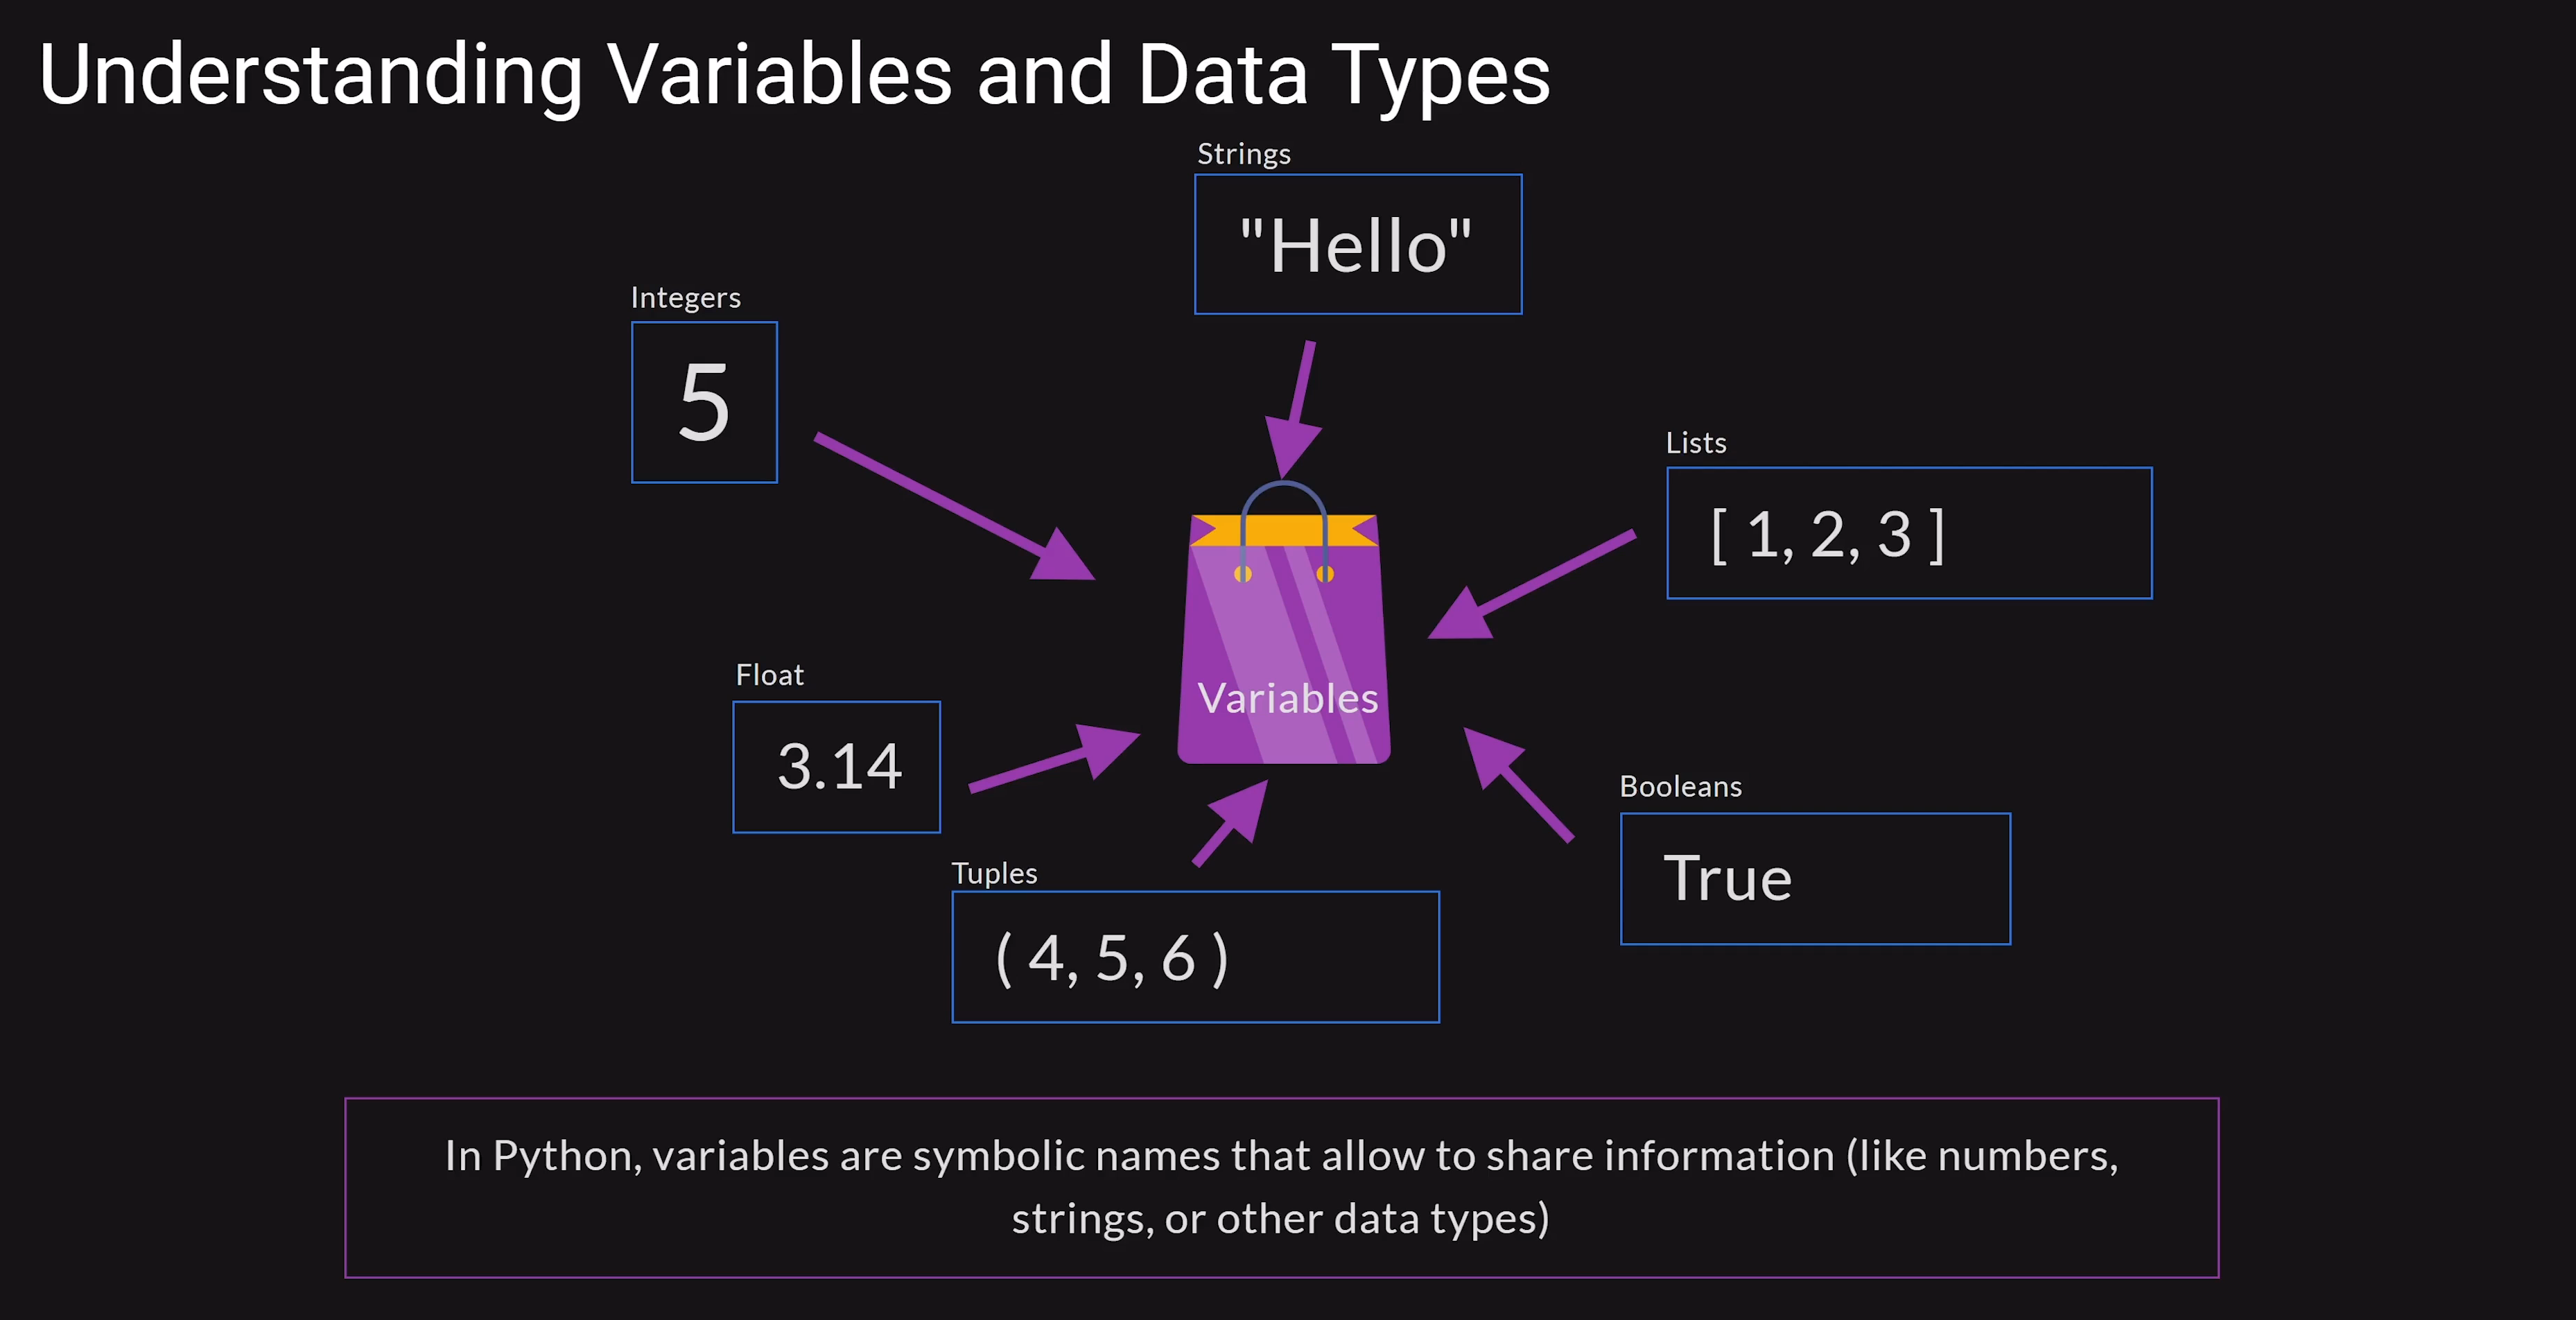 Understanding Variables and Data Types
Strings
"Hello"
Integers
5
Lists
[ 1, 2, 3 ]
Float
3.14
Variables
Booleans
True
Tuples
( 4, 5, 6 )
In Python, variables are symbolic names that allow to share information (like numbers,
strings, or other data types)